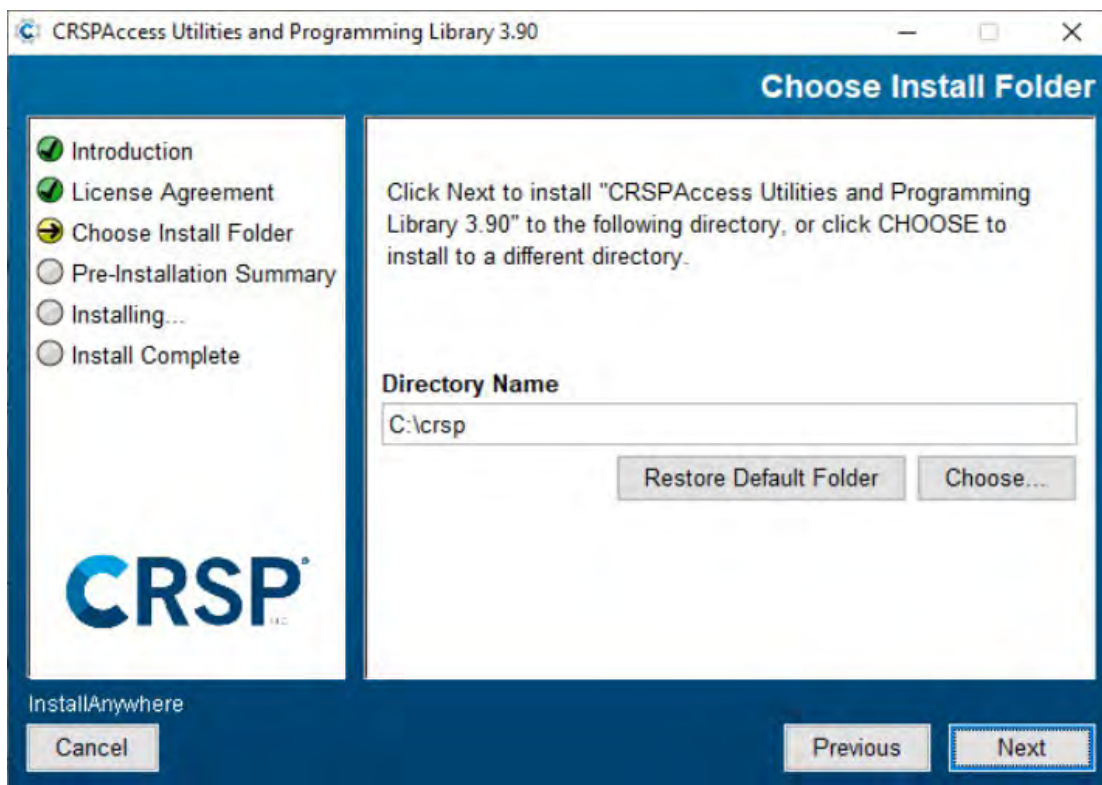 CRSPAccess Utilities and Programming Library 3.90
Choose Install Folder
Introduction
License Agreement
Choose Install Folder
Pre-Installation Summary
Installing...
Install Complete
Click Next to install "CRSPAccess Utilities and Programming
Library 3.90" to the following directory, or click CHOOSE to
install to a different directory.
Directory Name
C:\crsp
Restore Default Folder
Choose...
CRSP
InstallAnywhere
Cancel
Previous
Next